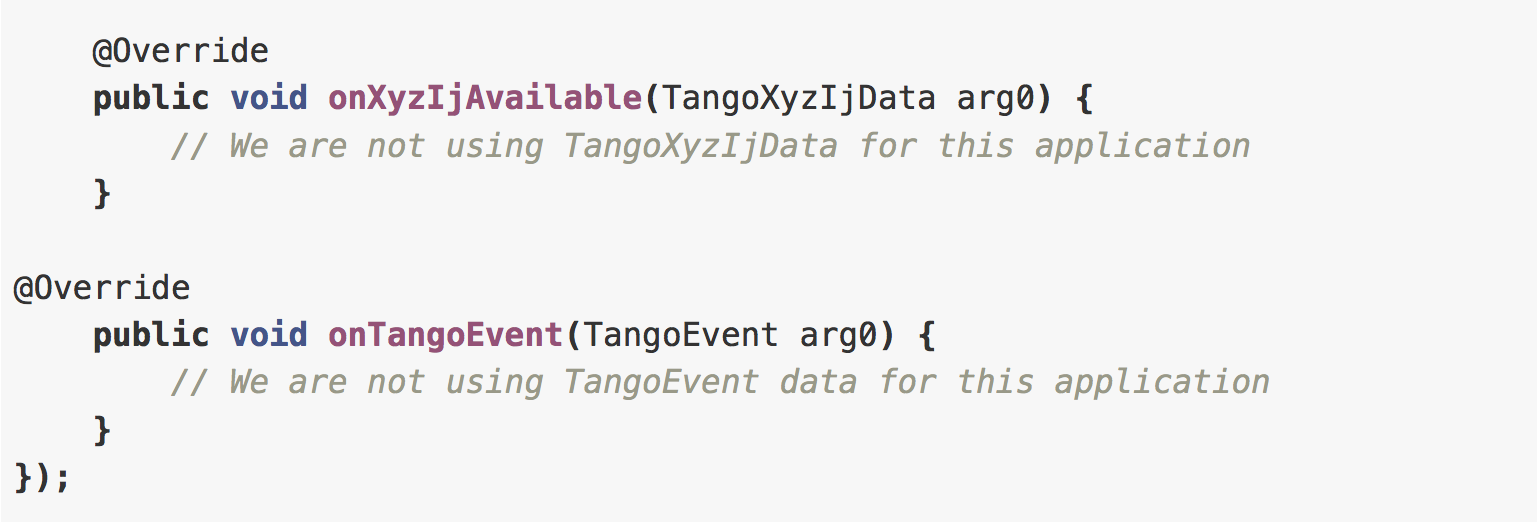 @Override
    public void onXyzIjAvailable(TangoXyzIjData arg0) {
        // We are not using TangoXyzIjData for this application
    }

@Override
    public void onTangoEvent(TangoEvent arg0) {
        // We are not using TangoEvent data for this application
    }
});